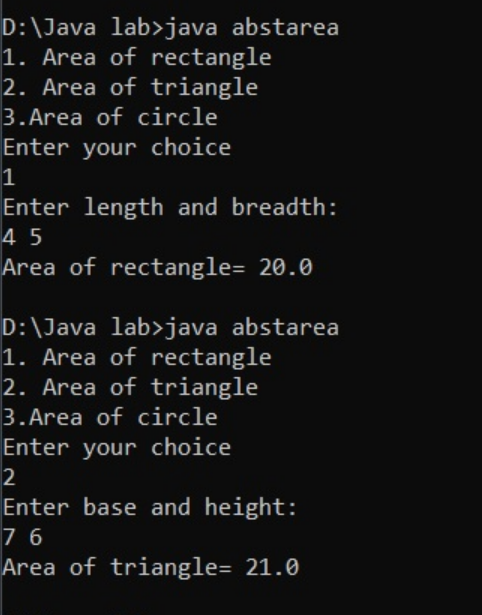 D:\Java lab>java abstarea
1. Area of rectangle
2. Area of triangle
3.Area of circle
Enter your choice
1
Enter length and breadth:
4 5
Area of rectangle= 20.0
D:\Java lab>java abstarea
1. Area of rectangle
2. Area of triangle
3.Area of circle
Enter your choice
2
Enter base and height:
7 6
Area of triangle= 21.0